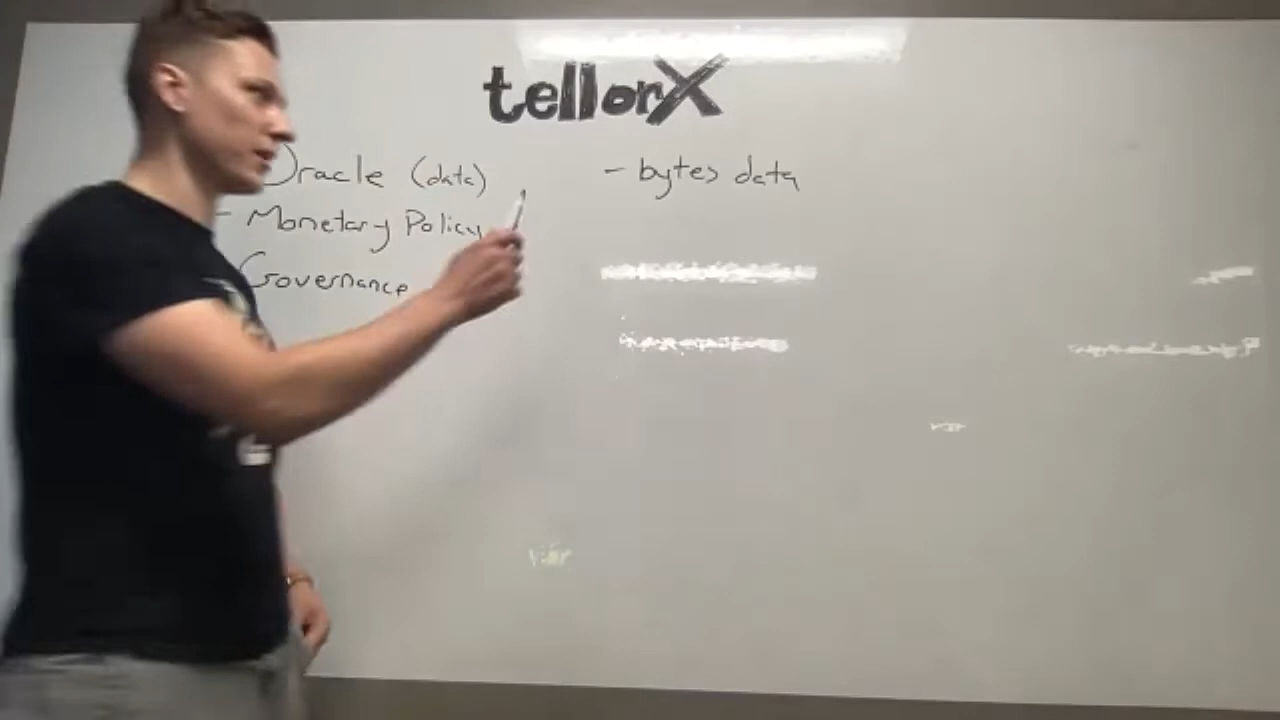 tellorX
Oracle (data)
- Monetary Policy
Governance
- bytes data